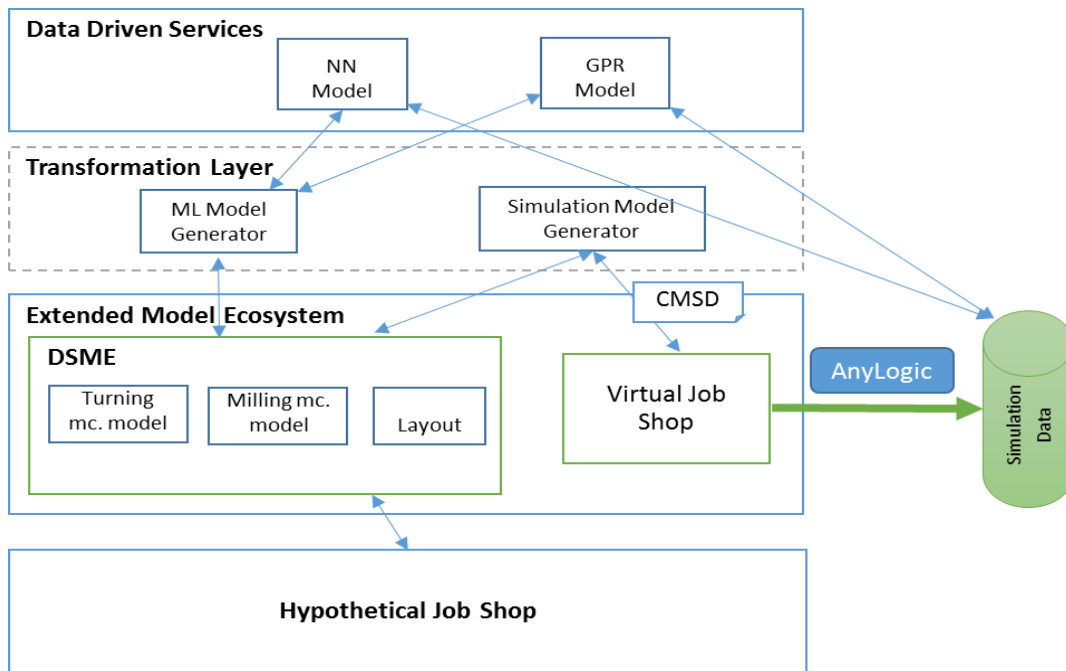 Data Driven Services
NN
Model
GPR
Model
Transformation Layer
ML Model
Generator
Simulation Model
Generator
CMSD
Extended Model Ecosystem
DSME
Turning
mc. model
Milling mc.
model
Layout
Virtual Job
Shop
AnyLogic
Simulation
Data
Hypothetical Job Shop